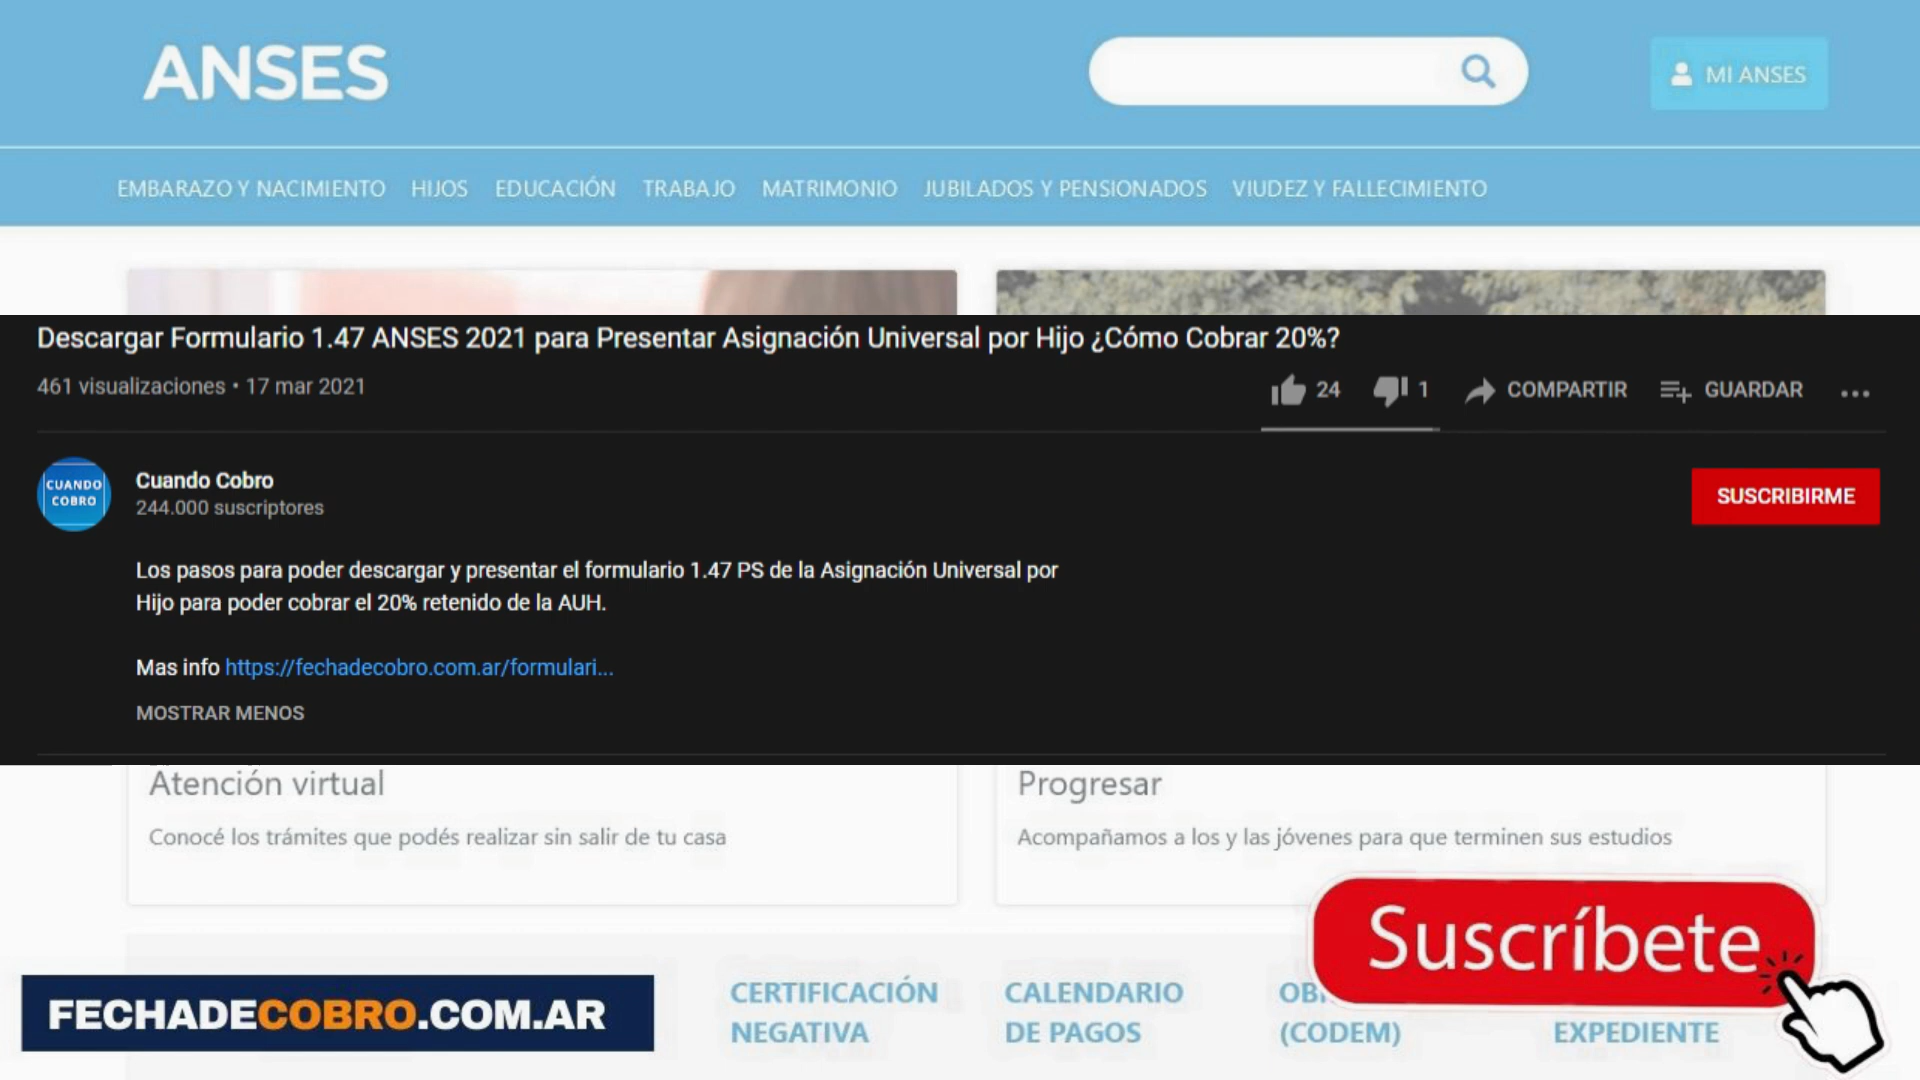 ANSES
MI ANSES
EMBARAZO Y NACIMIENTO HIJOS EDUCACIÓN TRABAJO MATRIMONIO JUBILADOS Y PENSIONADOS VIUDEZ Y FALLECIMIENTO
Descargar Formulario 1.47 ANSES 2021 para Presentar Asignación Universal por Hijo ¿Cómo Cobrar 20%?
461 visualizaciones • 17 mar 2021
24 1 COMPARTIR GUARDAR ...
CUANDO
COBRO
Cuando Cobro
244.000 suscriptores
SUSCRIBIRME
Los pasos para poder descargar y presentar el formulario 1.47 PS de la Asignación Universal por
Hijo para poder cobrar el 20% retenido de la AUH.
Mas info https://fechadecobro.com.ar/formulari...
MOSTRAR MENOS
Atención virtual
Conocé los trámites que podés realizar sin salir de tu casa
Progresar
Acompañamos a los y las jóvenes para que terminen sus estudios
Suscríbete
FECHADECOBRO.COM.AR
CERTIFICACIÓN
NEGATIVA
CALENDARIO
DE PAGOS
(CODEM)
EXPEDIENTE